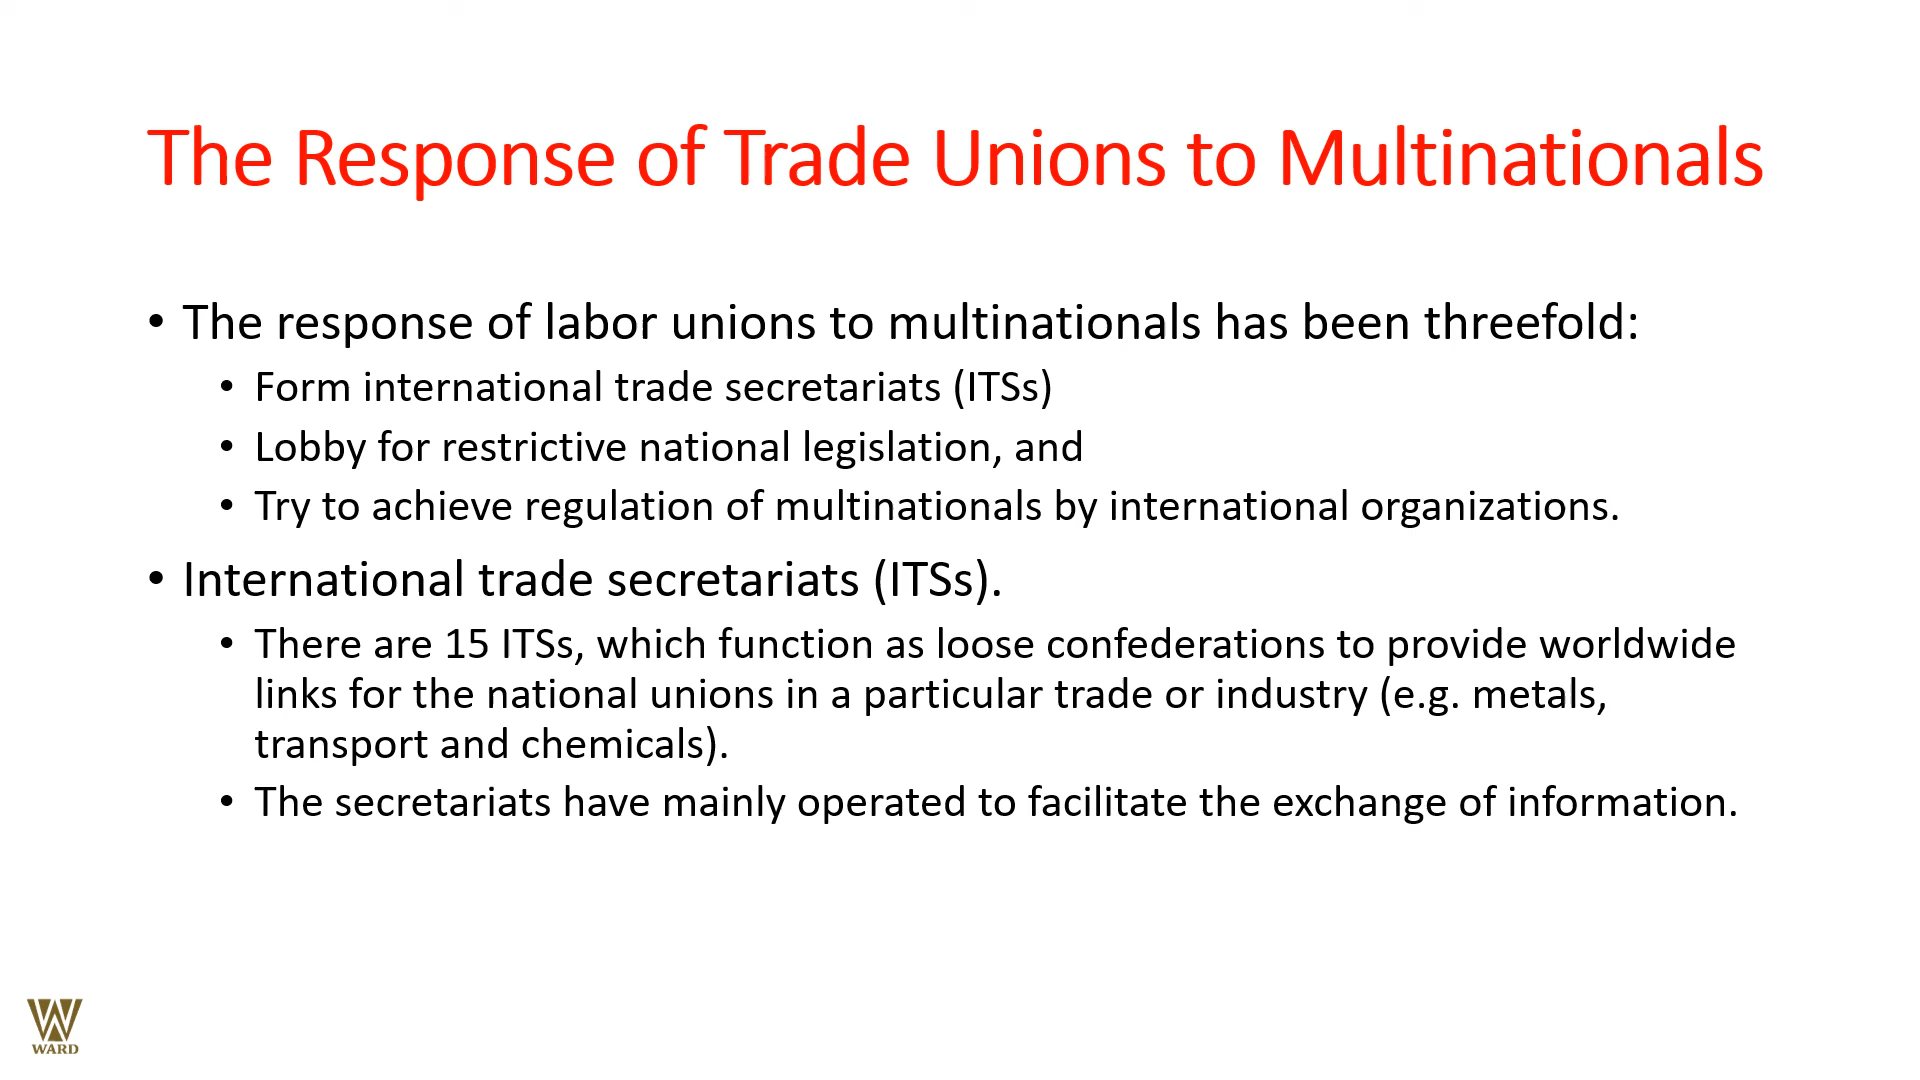 The Response of Trade Unions to Multinationals
• The response of labor unions to multinationals has been threefold:
• Form international trade secretariats (ITSs)
• Lobby for restrictive national legislation, and
• Try to achieve regulation of multinationals by international organizations.
• International trade secretariats (ITSs).
• There are 15 ITSs, which function as loose confederations to provide worldwide
links for the national unions in a particular trade or industry (e.g. metals,
transport and chemicals).
• The secretariats have mainly operated to facilitate the exchange of information.
WARD